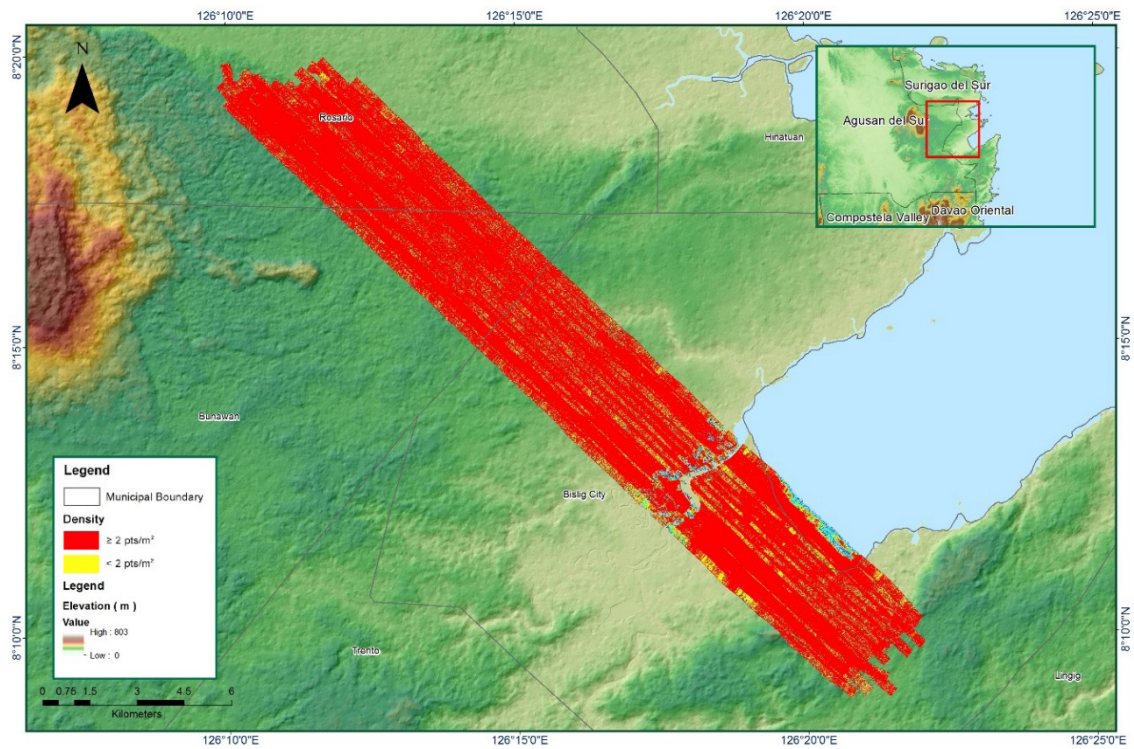 126°10'0"E
126°15'0"E
126°20'0"E
126°25'0"E
8°20'0"N
N
Surigao del Sur
Agusan del Su
Compostela Valley
Davao Oriental
Rosario
Hinatuan
8°15'0"N
8°15'0"N
Bunawan
Bislig City
Trento
Lingig
Legend
Municipal Boundary
Density
≥ 2 pts/m²
< 2 pts/m²
Legend
Elevation ( m )
Value
High : 803
Low : 0
8°10'0"N
8°10'0"N
0 0.75 1.5 3 4.5 6
Kilometers
126°10'0"E
126°15'0"E
126°20'0"E
126°25'0"E